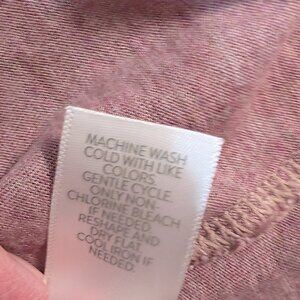 MACHINE WASH
COLD WITH LIKE
COLORS.
GENTLE CYCLE.
ONLY NON-
CHLORINE BLEACH
IF NEEDED.
RESHAPE AND
DRY FLAT.
COOL IRON IF
NEEDED.